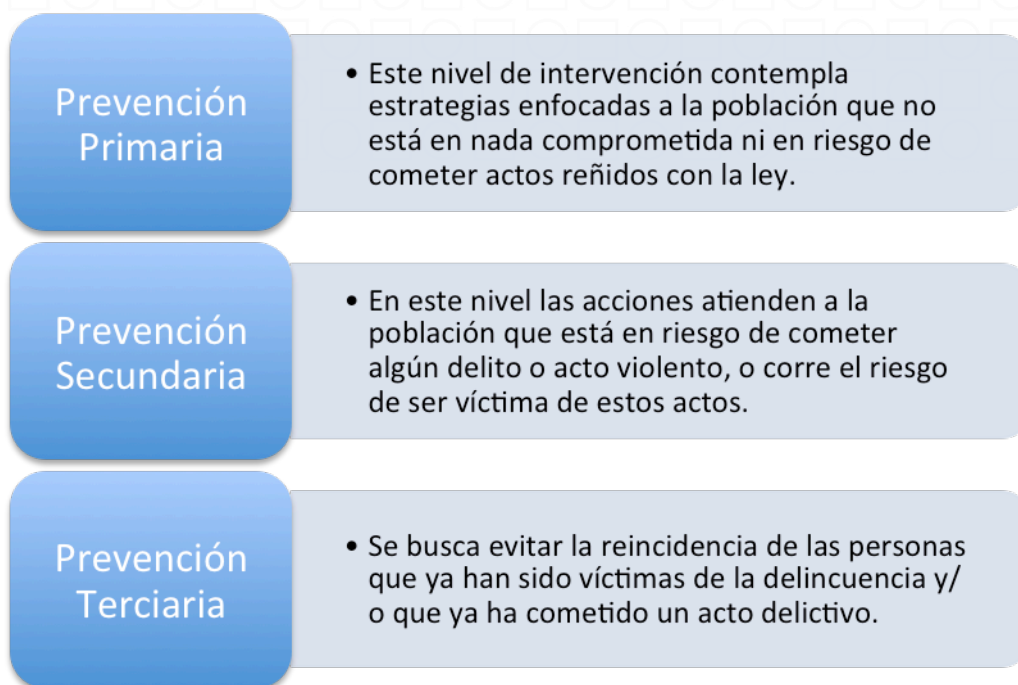 Prevención
Primaria
• Este nivel de intervención contempla
estrategias enfocadas a la población que no
está en nada comprometida ni en riesgo de
cometer actos reñidos con la ley.
Prevención
Secundaria
• En este nivel las acciones atienden a la
población que está en riesgo de cometer
algún delito o acto violento, o corre el riesgo
de ser víctima de estos actos.
Prevención
Terciaria
• Se busca evitar la reincidencia de las personas
que ya han sido víctimas de la delincuencia y/
o que ya ha cometido un acto delictivo.